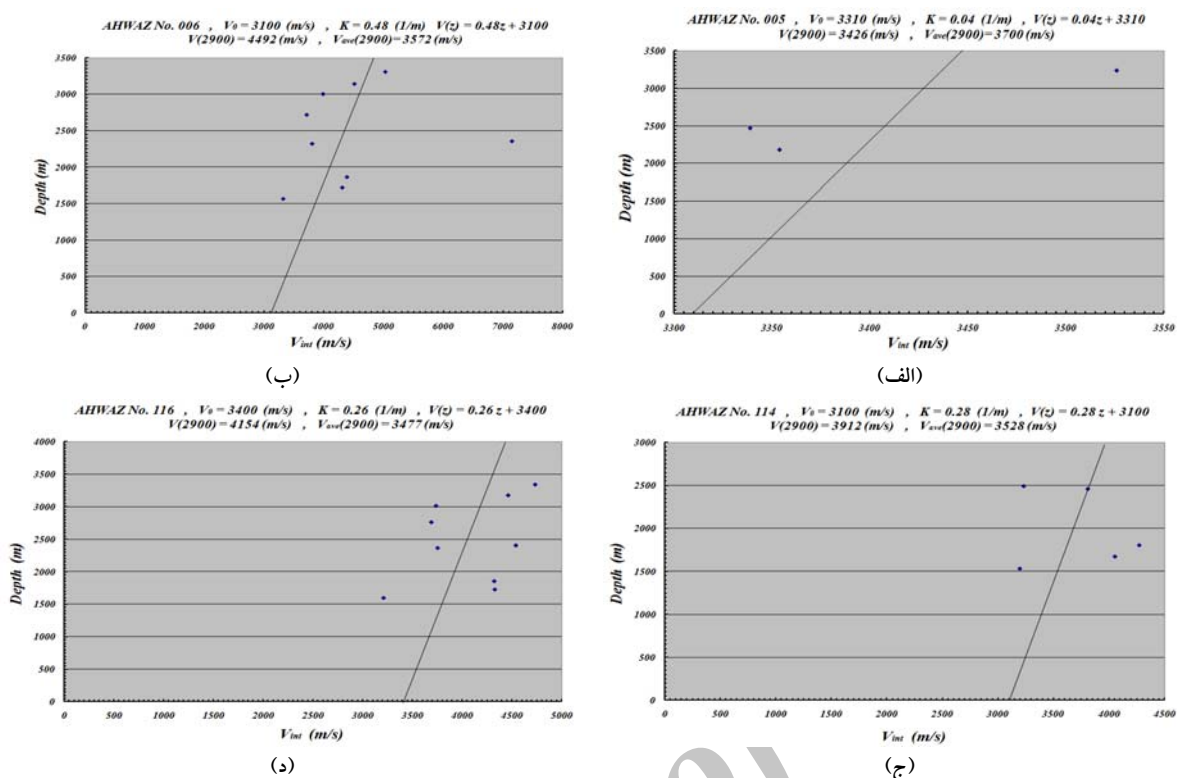 AHWAZ No. 005 , V₀ = 3310 (m/s) , K = 0.04 (1/m) , V(z) = 0.04z + 3310
V(2900) = 3426 (m/s) , Vave(2900) = 3700 (m/s)
Depth (m)
3500
3000
2500
2000
1500
1000
500
0
3300 3350 3400 3450 3500 3550
Vint (m/s)
(الف)
AHWAZ No. 006 , V₀ = 3100 (m/s) , K = 0.48 (1/m) V(z) = 0.48z + 3100
V(2900) = 4492 (m/s) , Vave(2900) = 3572 (m/s)
Depth (m)
3500
3000
2500
2000
1500
1000
500
0
0 1000 2000 3000 4000 5000 6000 7000 8000
Vint (m/s)
(ب)
AHWAZ No. 114 , V₀ = 3100 (m/s) , K = 0.28 (1/m) , V(z) = 0.28 z + 3100
V(2900) = 3912 (m/s) , Vave(2900) = 3528 (m/s)
Depth (m)
3000
2500
2000
1500
1000
500
0
0 500 1000 1500 2000 2500 3000 3500 4000 4500
Vint (m/s)
(ج)
AHWAZ No. 116 , V₀ = 3400 (m/s) , K = 0.26 (1/m) , V(z) = 0.26 z + 3400
V(2900) = 4154 (m/s) , Vave(2900) = 3477 (m/s)
Depth (m)
4000
3500
3000
2500
2000
1500
1000
500
0
0 500 1000 1500 2000 2500 3000 3500 4000 4500 5000
Vint (m/s)
(د)